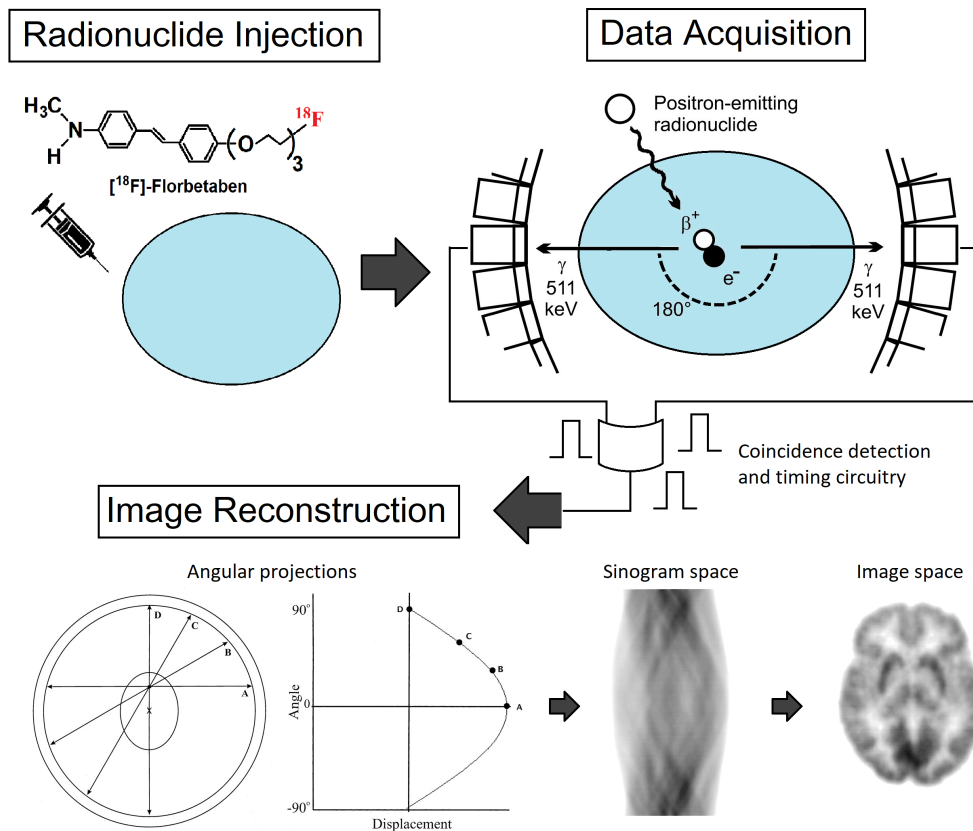 Radionuclide Injection
H₃C
N
H
O
3
¹⁸F
[¹⁸F]-Florbetaben
Data Acquisition
Positron-emitting
radionuclide
β⁺
e⁻
γ
511
keV
180°
γ
511
keV
Coincidence detection
and timing circuitry
Image Reconstruction
Angular projections
D
C
B
A
X
90°
0
-90°
Angle
Displacement
D
C
B
A
Sinogram space
Image space